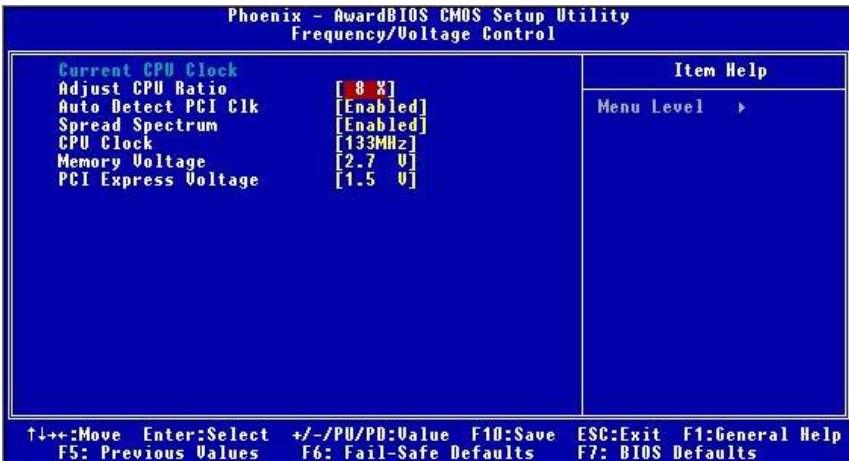 Phoenix - AwardBIOS CMOS Setup Utility
Frequency/Voltage Control
Current CPU Clock
Adjust CPU Ratio [ 8 X]
Auto Detect PCI Clk [Enabled]
Spread Spectrum [Enabled]
CPU Clock [133MHz]
Memory Voltage [2.7 V]
PCI Express Voltage [1.5 V]
Item Help
Menu Level ▸
↑↓→←:Move Enter:Select +/-/PU/PD:Value F10:Save ESC:Exit F1:General Help
F5: Previous Values F6: Fail-Safe Defaults F7: BIOS Defaults